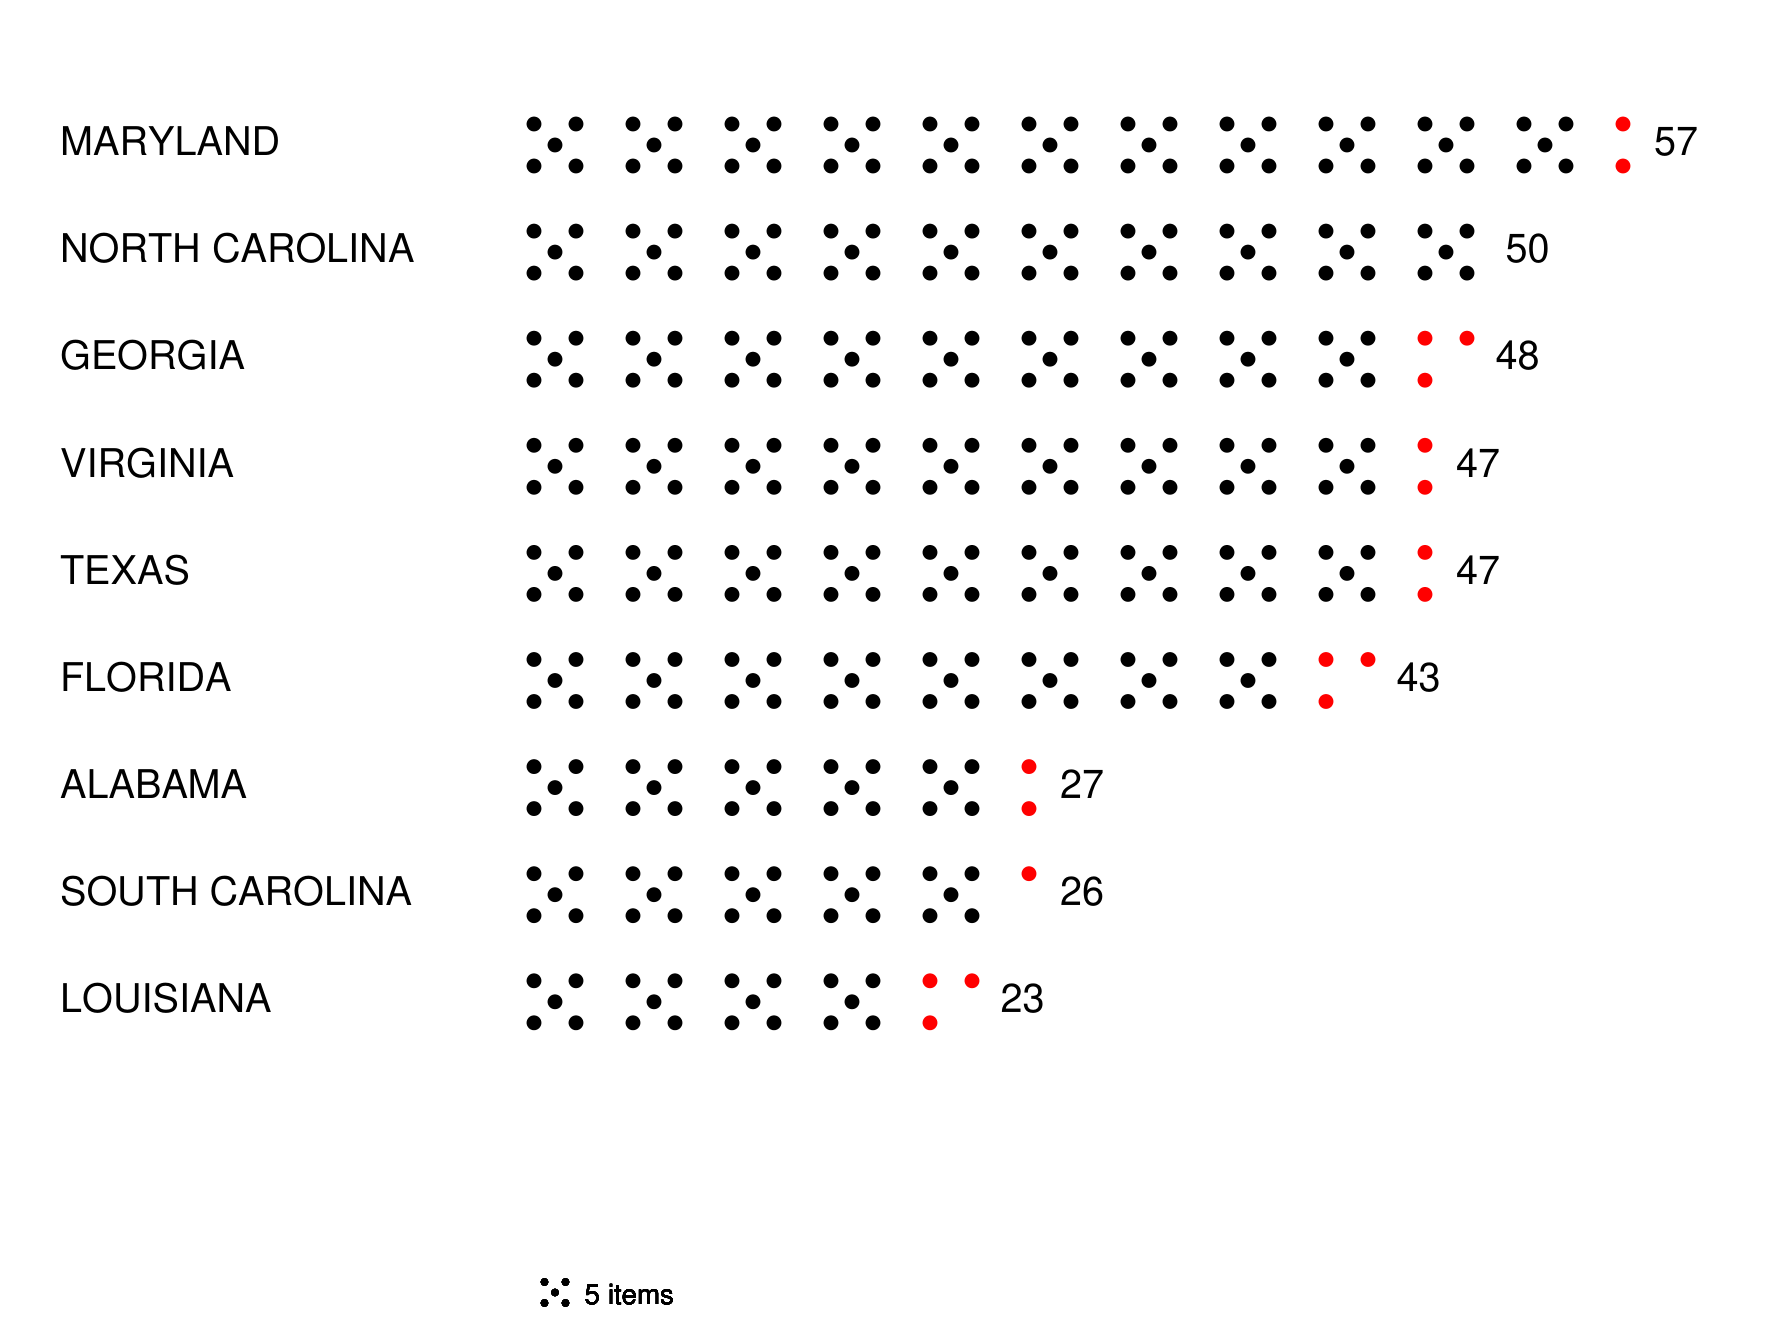 MARYLAND 57
NORTH CAROLINA 50
GEORGIA 48
VIRGINIA 47
TEXAS 47
FLORIDA 43
ALABAMA 27
SOUTH CAROLINA 26
LOUISIANA 23
5 items